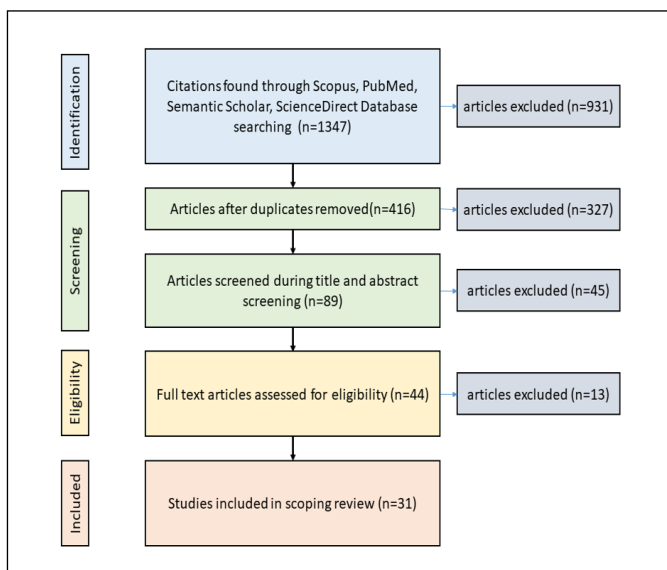 Identification
Citations found through Scopus, PubMed,
Semantic Scholar, ScienceDirect Database
searching (n=1347)
articles excluded (n=931)
Screening
Articles after duplicates removed(n=416)
articles excluded (n=327)
Articles screened during title and abstract
screening (n=89)
articles excluded (n=45)
Eligibility
Full text articles assessed for eligibility (n=44)
articles excluded (n=13)
Included
Studies included in scoping review (n=31)